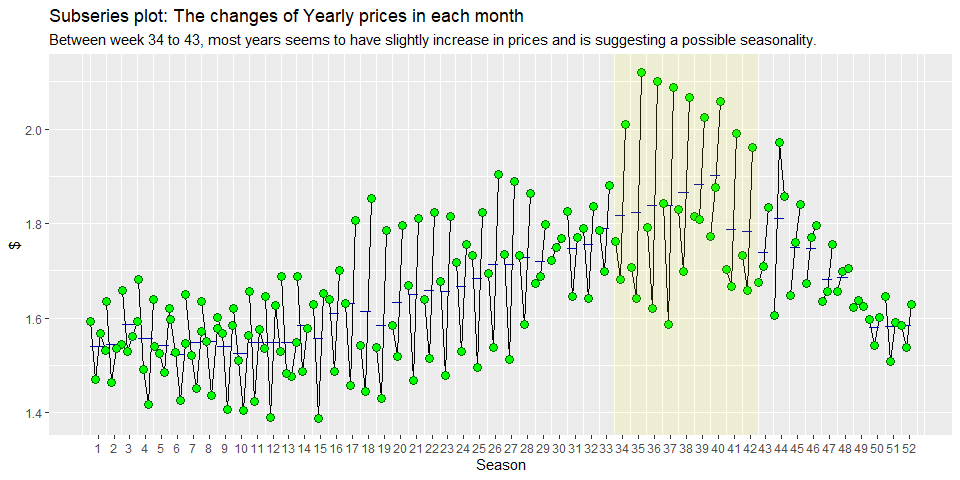 Subseries plot: The changes of Yearly prices in each month
Between week 34 to 43, most years seems to have slightly increase in prices and is suggesting a possible seasonality.
2.0
1.8
1.6
1.4
$
1 2 3 4 5 6 7 8 9 10 11 12 13 14 15 16 17 18 19 20 21 22 23 24 25 26 27 28 29 30 31 32 33 34 35 36 37 38 39 40 41 42 43 44 45 46 47 48 49 50 51 52
Season